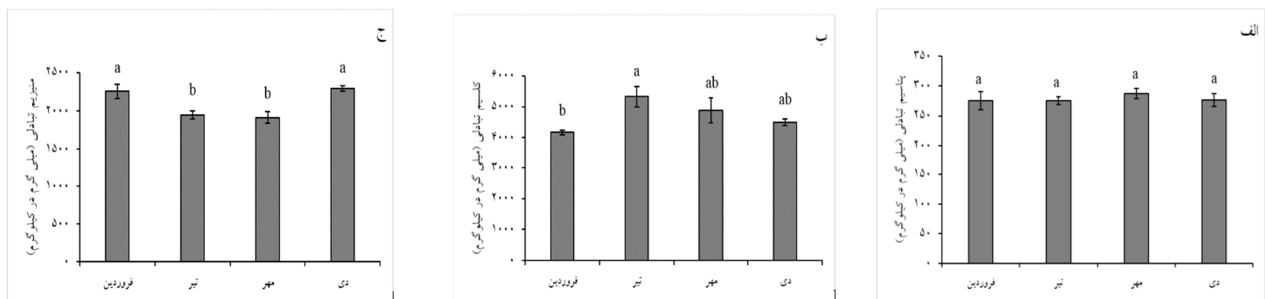 الف
پتاسیم تبادلی (میلی گرم در کیلوگرم)
۳۵۰
۳۰۰
۲۵۰
۲۰۰
۱۵۰
۱۰۰
۵۰
۰
a a a a
فروردین تیر مهر دی
ب
کلسیم تبادلی (میلی گرم در کیلوگرم)
۶۰۰۰
۵۰۰۰
۴۰۰۰
۳۰۰۰
۲۰۰۰
۱۰۰۰
۰
b a ab ab
فروردین تیر مهر دی
ج
منیزیم تبادلی (میلی گرم در کیلوگرم)
۲۵۰۰
۲۰۰۰
۱۵۰۰
۱۰۰۰
۵۰۰
۰
a b b a
فروردین تیر مهر دی